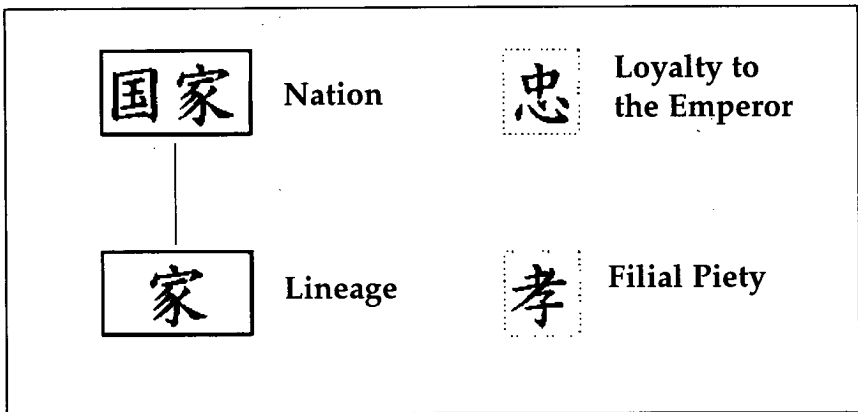 国家 Nation
忠 Loyalty to
the Emperor
家 Lineage
孝 Filial Piety